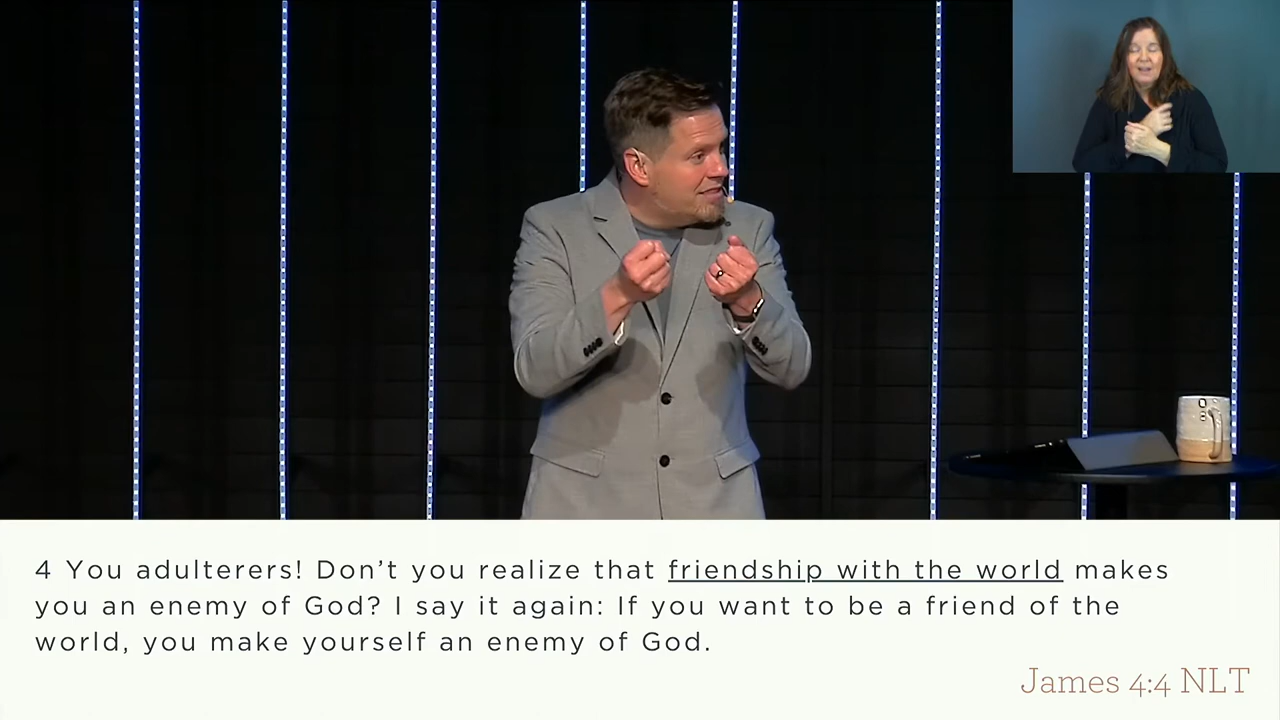 4 You adulterers! Don’t you realize that friendship with the world makes
you an enemy of God? I say it again: If you want to be a friend of the
world, you make yourself an enemy of God.
James 4:4 NLT